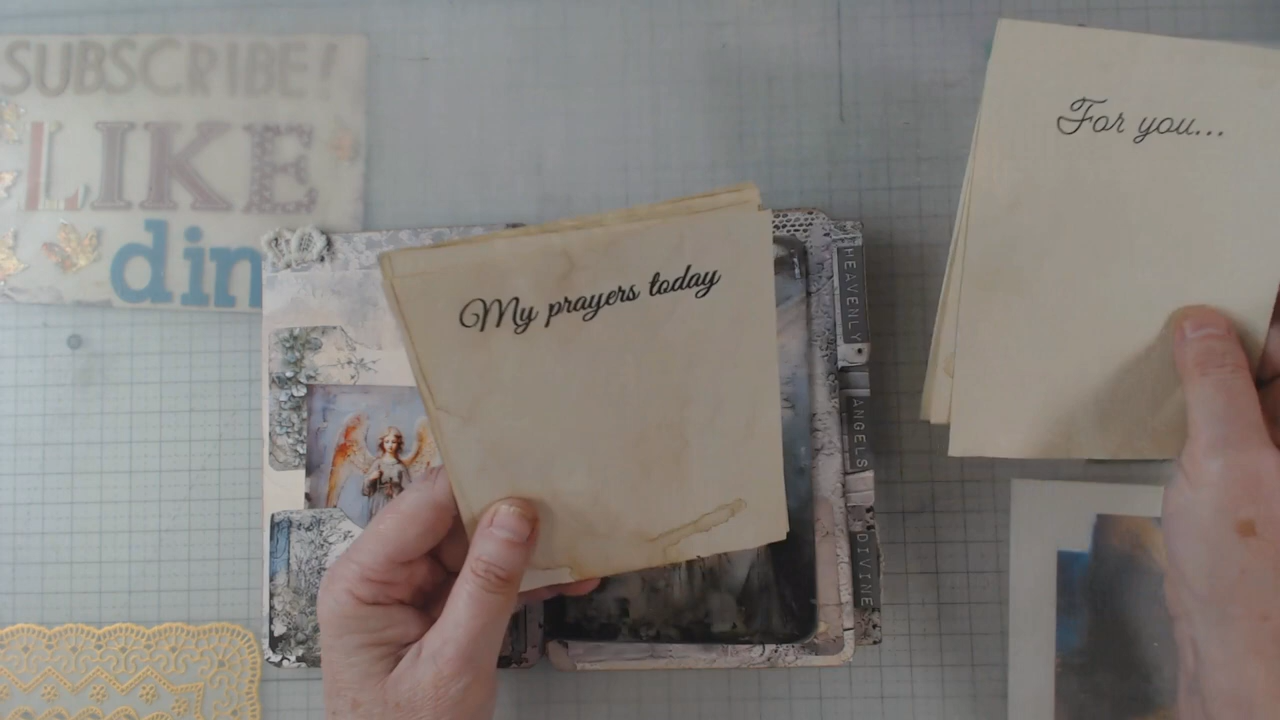 SUBSCRIBE!
LIKE
din
My prayers today
For you...
HEAVENLY
ANGELS
DIVINE